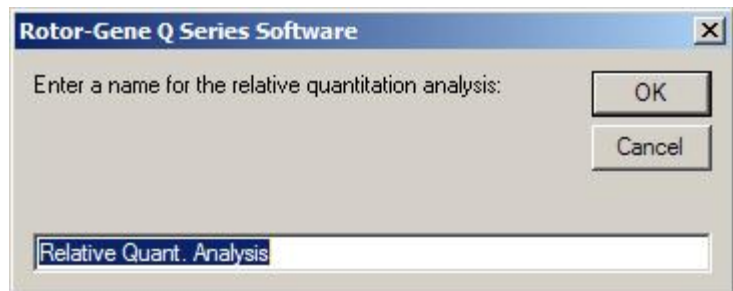 Rotor-Gene Q Series Software
Enter a name for the relative quantitation analysis:
OK
Cancel
Relative Quant. Analysis